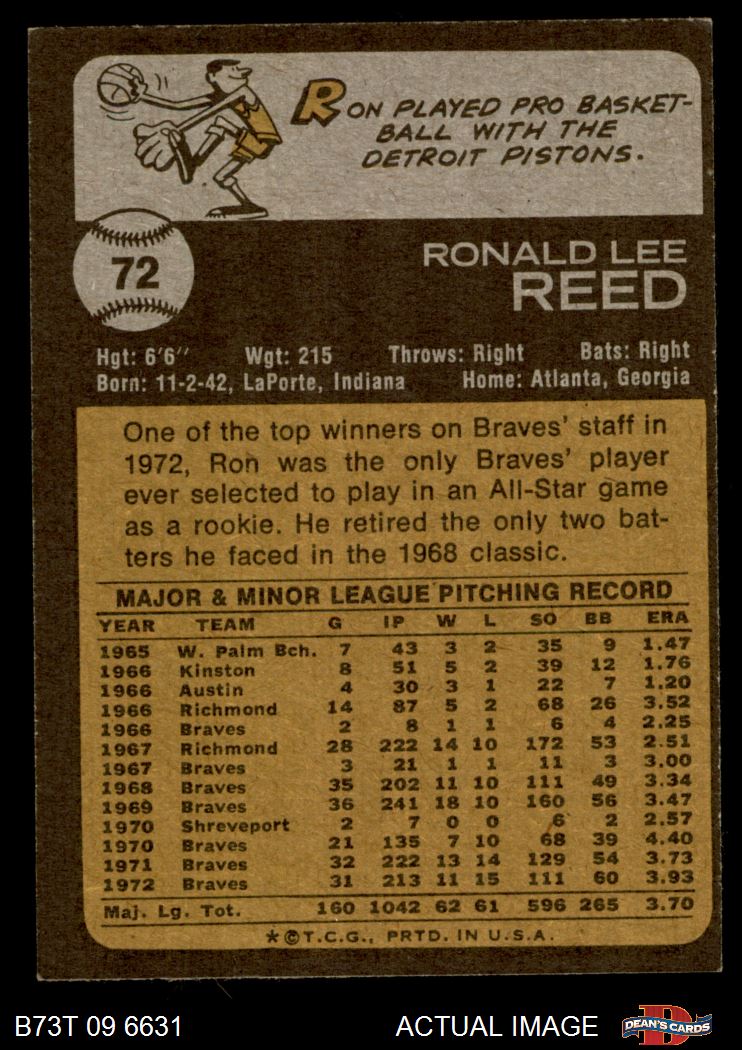 RON PLAYED PRO BASKET-
BALL WITH THE
DETROIT PISTONS.
72
RONALD LEE
REED
Hgt: 6'6" Wgt: 215 Throws: Right Bats: Right
Born: 11-2-42, LaPorte, Indiana Home: Atlanta, Georgia
One of the top winners on Braves' staff in
1972, Ron was the only Braves' player
ever selected to play in an All-Star game
as a rookie. He retired the only two bat-
ters he faced in the 1968 classic.
MAJOR & MINOR LEAGUE PITCHING RECORD
YEAR TEAM G IP W L SO BB ERA
1965 W. Palm Bch. 7 43 3 2 35 9 1.47
1966 Kinston 8 51 5 2 39 12 1.76
1966 Austin 4 30 3 1 22 7 1.20
1966 Richmond 14 87 5 2 68 26 3.52
1966 Braves 2 8 1 1 6 4 2.25
1967 Richmond 28 222 14 10 172 53 2.51
1967 Braves 3 21 1 1 11 3 3.00
1968 Braves 35 202 11 10 111 49 3.34
1969 Braves 36 241 18 10 160 56 3.47
1970 Shreveport 2 7 0 0 6 2 2.57
1970 Braves 21 135 7 10 68 39 4.40
1971 Braves 32 222 13 14 129 54 3.73
1972 Braves 31 213 11 15 111 60 3.93
Maj. Lg. Tot. 160 1042 62 61 596 265 3.70
*©T.C.G., PRTD. IN U.S.A.
B73T 09 6631 ACTUAL IMAGE DEAN'S CARDS